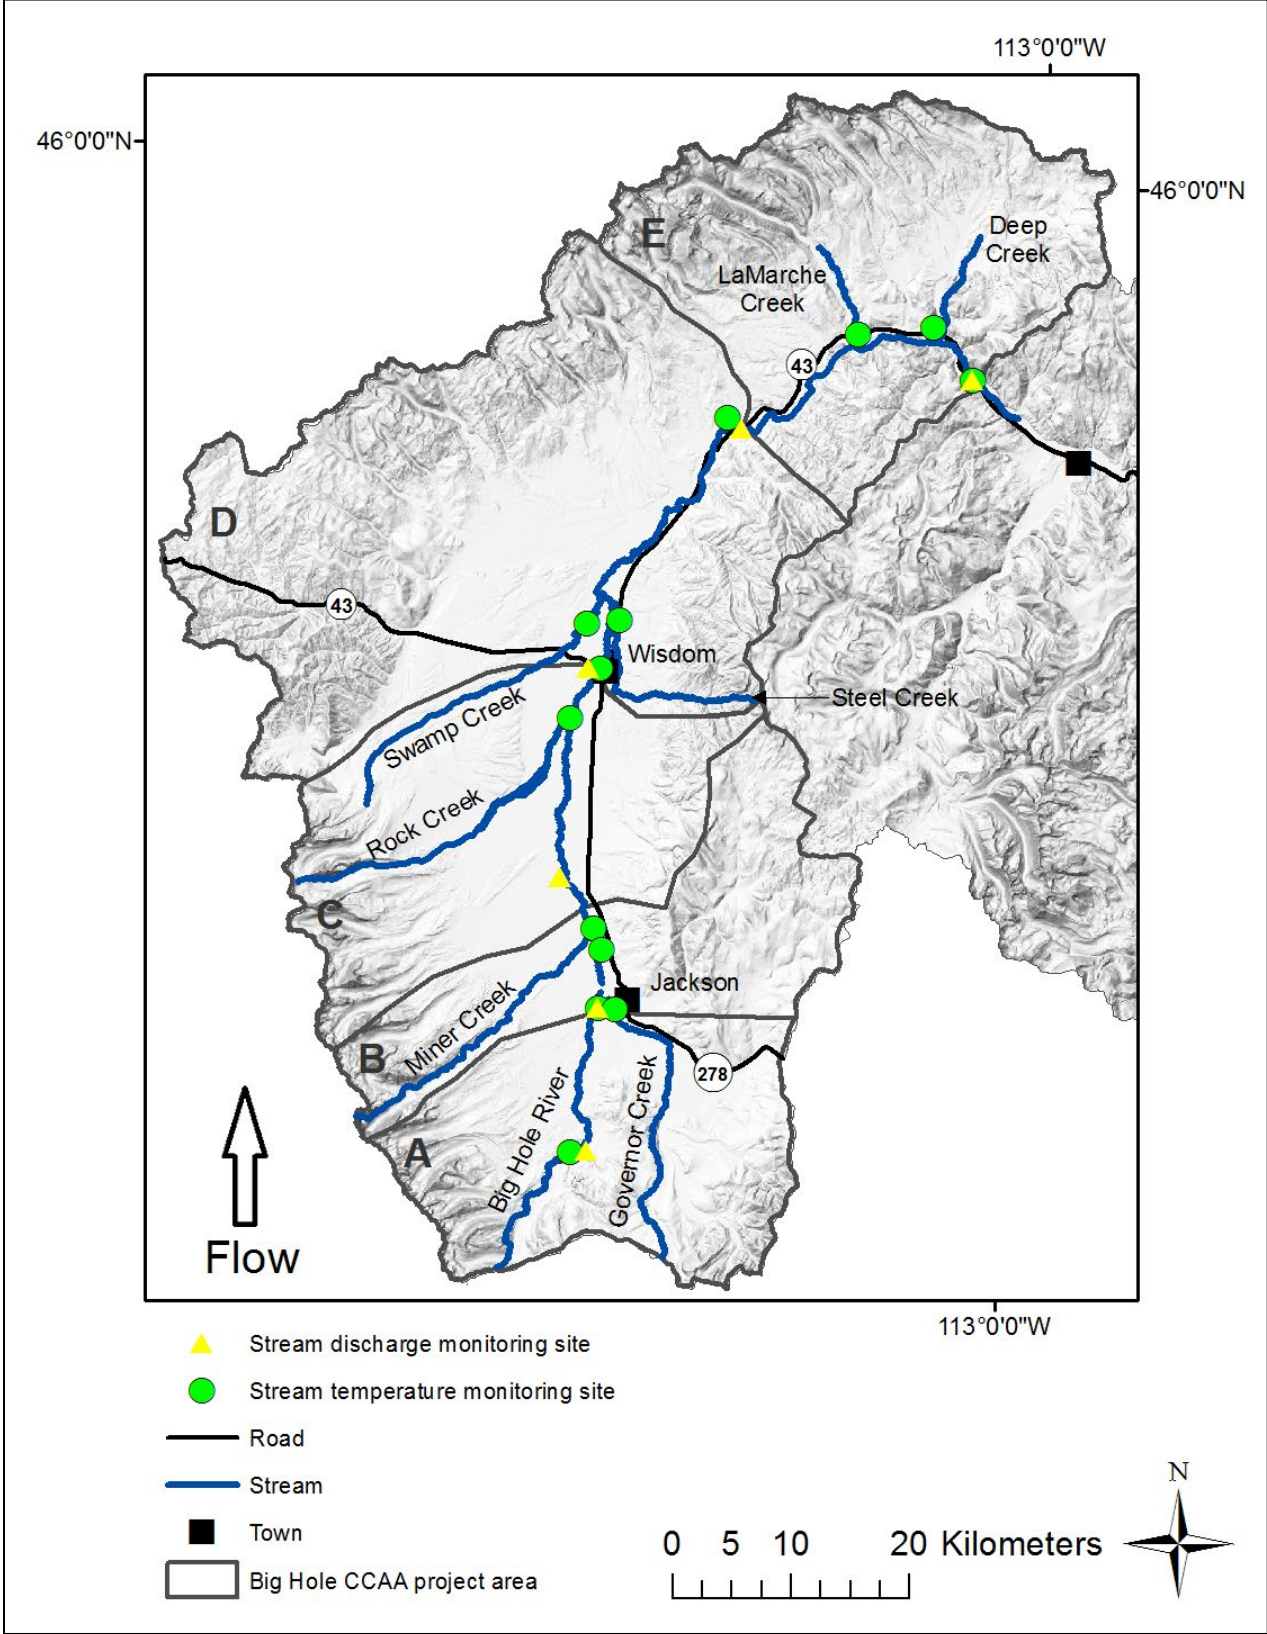 113°0'0"W
46°0'0"N
46°0'0"N
E
Deep
Creek
LaMarche
Creek
43
D
43
Wisdom
Steel Creek
Swamp Creek
Rock Creek
C
Jackson
Miner Creek
B
278
Big Hole River
Governor Creek
A
Flow
113°0'0"W
Stream discharge monitoring site
Stream temperature monitoring site
Road
Stream
Town
Big Hole CCAA project area
N
0 5 10 20 Kilometers